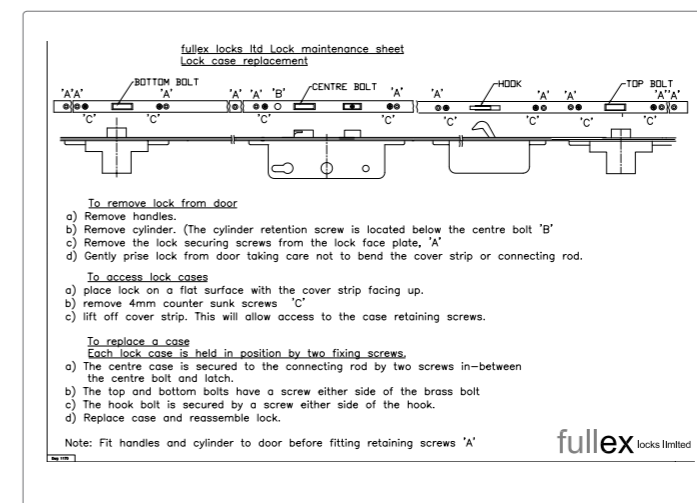 fullex locks ltd Lock maintenance sheet
Lock case replacement
BOTTOM BOLT
CENTRE BOLT
HOOK
TOP BOLT
'A''A' 'A' 'A' 'A' 'B' 'A' 'A' 'A' 'A' 'A''A'
'C' 'C' 'C' 'C' 'C' 'C' 'C' 'C'
To remove lock from door
a) Remove handles.
b) Remove cylinder. (The cylinder retention screw is located below the centre bolt 'B'
c) Remove the lock securing screws from the lock face plate, 'A'
d) Gently prise lock from door taking care not to bend the cover strip or connecting rod.
To access lock cases
a) place lock on a flat surface with the cover strip facing up.
b) remove 4mm counter sunk screws 'C'
c) lift off cover strip. This will allow access to the case retaining screws.
To replace a case
Each lock case is held in position by two fixing screws.
a) The centre case is secured to the connecting rod by two screws in-between
the centre bolt and latch.
b) The top and bottom bolts have a screw either side of the brass bolt
c) The hook bolt is secured by a screw either side of the hook.
d) Replace case and reassemble lock.
Note: Fit handles and cylinder to door before fitting retaining screws 'A'
fullex locks limited